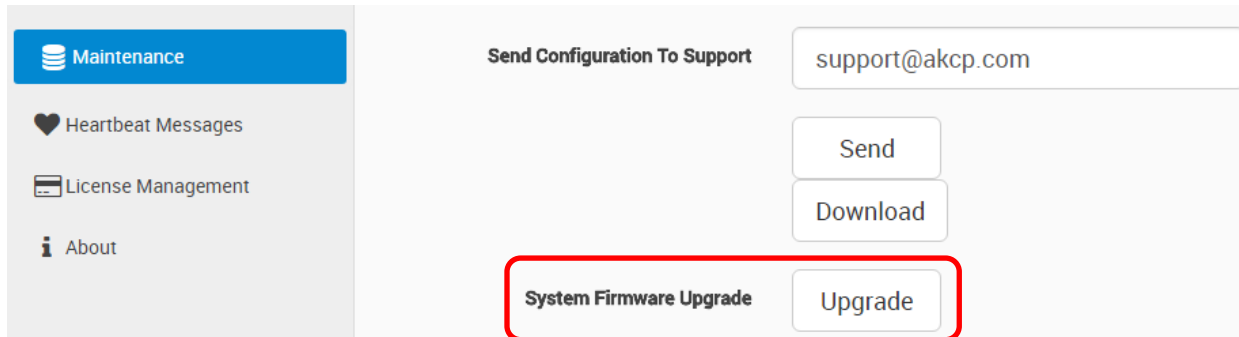 Maintenance
Heartbeat Messages
License Management
About
Send Configuration To Support
support@akcp.com
Send
Download
System Firmware Upgrade
Upgrade